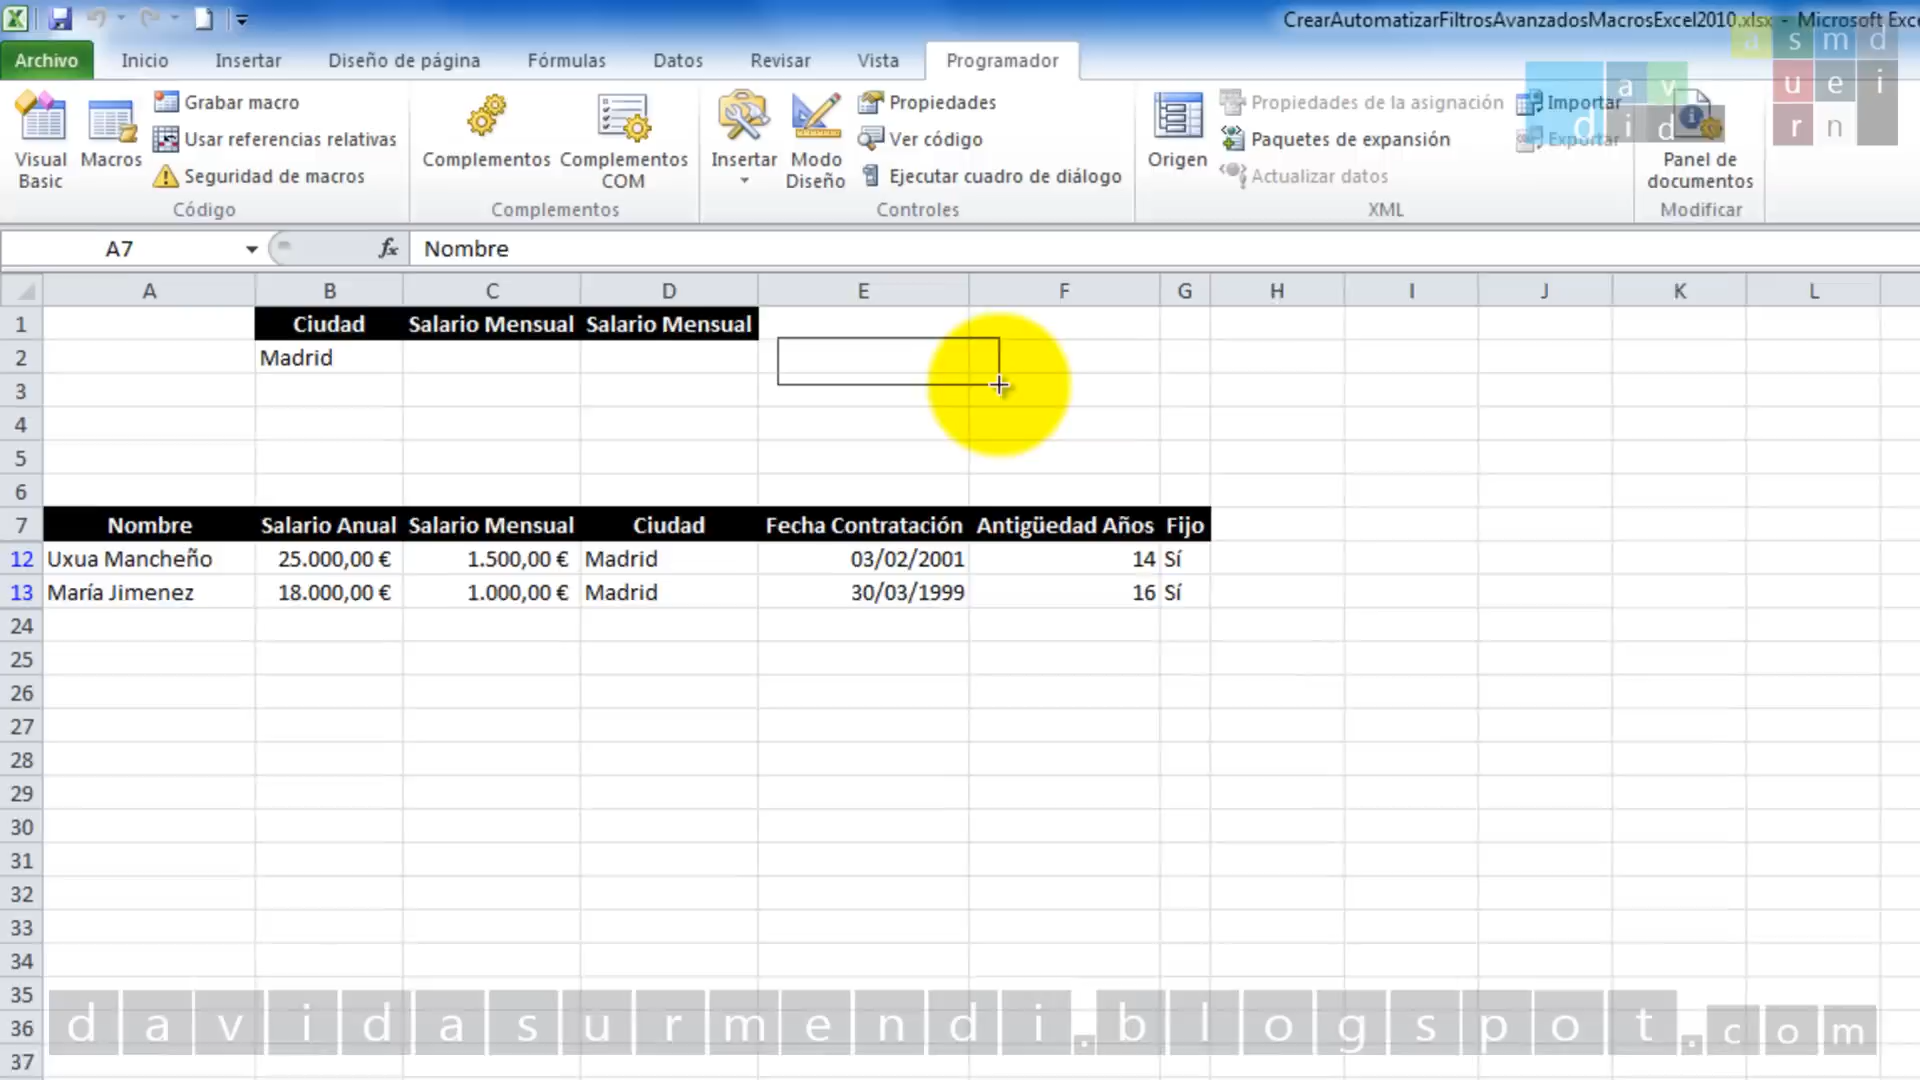 CrearAutomatizarFiltrosAvanzadosMacrosExcel2010.xlsx - Microsoft Exce
Archivo Inicio Insertar Diseño de página Fórmulas Datos Revisar Vista Programador
Visual Basic
Macros
Grabar macro
Usar referencias relativas
Seguridad de macros
Código
Complementos
Complementos COM
Complementos
Insertar
Modo Diseño
Propiedades
Ver código
Ejecutar cuadro de diálogo
Controles
Origen
Propiedades de la asignación
Paquetes de expansión
Actualizar datos
Importar
Exportar
XML
Panel de documentos
Modificar
a s m d
a v u e i
d i d r n
A7 fx Nombre
A B C D E F G H I J K L
1 Ciudad Salario Mensual Salario Mensual
2 Madrid
3
4
5
6
7 Nombre Salario Anual Salario Mensual Ciudad Fecha Contratación Antigüedad Años Fijo
12 Uxua Mancheño 25.000,00 € 1.500,00 € Madrid 03/02/2001 14 Sí
13 María Jimenez 18.000,00 € 1.000,00 € Madrid 30/03/1999 16 Sí
24
25
26
27
28
29
30
31
32
33
34
35
36
37
davidasurmendi.blogspot.com